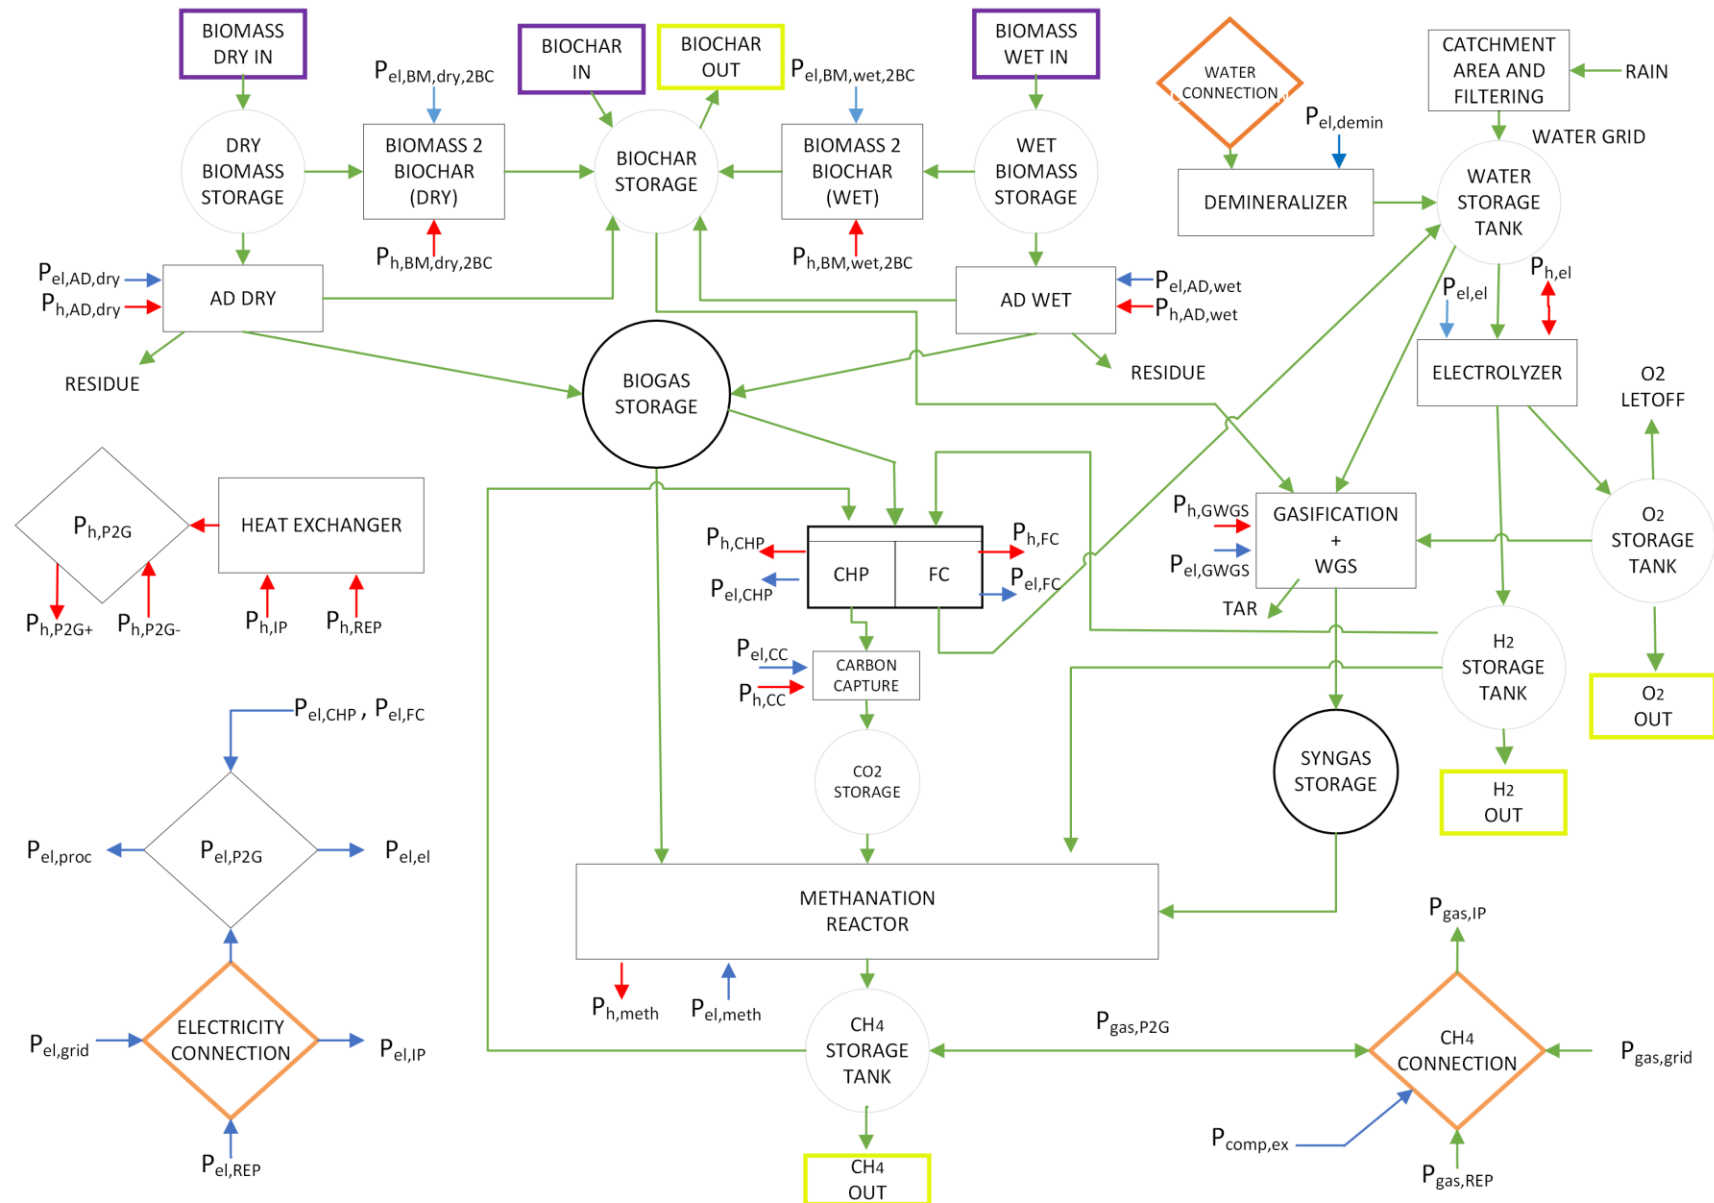 BIOMASS
DRY IN
BIOCHAR
IN
BIOCHAR
OUT
BIOMASS
WET IN
WATER
CONNECTION
CATCHMENT
AREA AND
FILTERING
RAIN
Pel,BM,dry,2BC
Pel,BM,wet,2BC
Pel,demin
WATER GRID
DRY
BIOMASS
STORAGE
BIOMASS 2
BIOCHAR
(DRY)
BIOCHAR
STORAGE
BIOMASS 2
BIOCHAR
(WET)
WET
BIOMASS
STORAGE
DEMINERALIZER
WATER
STORAGE
TANK
Ph,BM,dry,2BC
Ph,BM,wet,2BC
Pel,AD,dry
Ph,AD,dry
AD DRY
AD WET
Pel,AD,wet
Ph,AD,wet
Pel,el
Ph,el
RESIDUE
BIOGAS
STORAGE
RESIDUE
ELECTROLYZER
O2
LETOFF
Ph,P2G
HEAT EXCHANGER
Ph,P2G+
Ph,P2G-
Ph,IP
Ph,REP
Ph,CHP
Pel,CHP
CHP
FC
Ph,FC
Pel,FC
Ph,GWGS
Pel,GWGS
GASIFICATION
+
WGS
TAR
O2
STORAGE
TANK
Pel,CC
Ph,CC
CARBON
CAPTURE
H2
STORAGE
TANK
O2
OUT
Pel,CHP , Pel,FC
CO2
STORAGE
SYNGAS
STORAGE
H2
OUT
Pel,proc
Pel,P2G
Pel,el
METHANATION
REACTOR
Ph,meth
Pel,meth
Pgas,IP
Pel,grid
ELECTRICITY
CONNECTION
Pel,IP
CH4
STORAGE
TANK
Pgas,P2G
CH4
CONNECTION
Pgas,grid
Pel,REP
Pcomp,ex
Pgas,REP
CH4
OUT